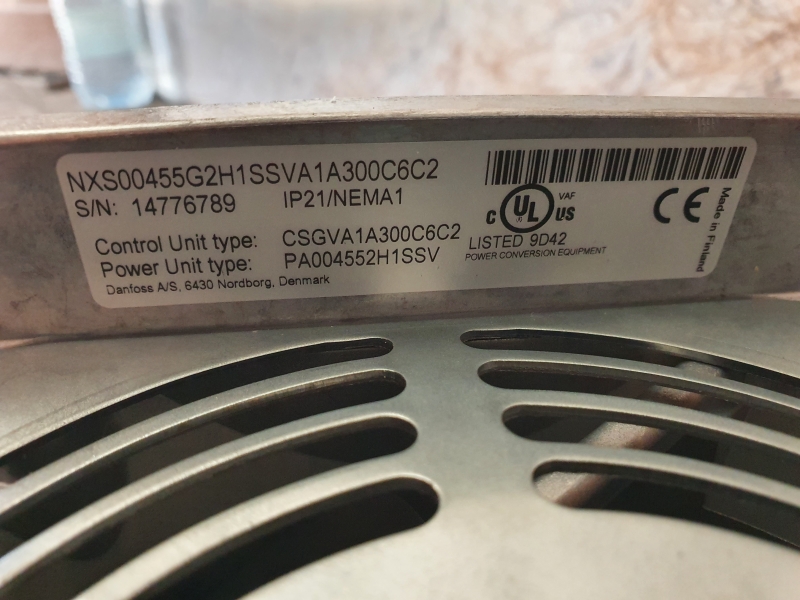 NXS00455G2H1SSVA1A300C6C2
S/N: 14776789 IP21/NEMA1
Control Unit type: CSGVA1A300C6C2
Power Unit type: PA004552H1SSV
Danfoss A/S, 6430 Nordborg, Denmark
VAF
C UL US
LISTED 9D42
POWER CONVERSION EQUIPMENT
CE
Made in Finland